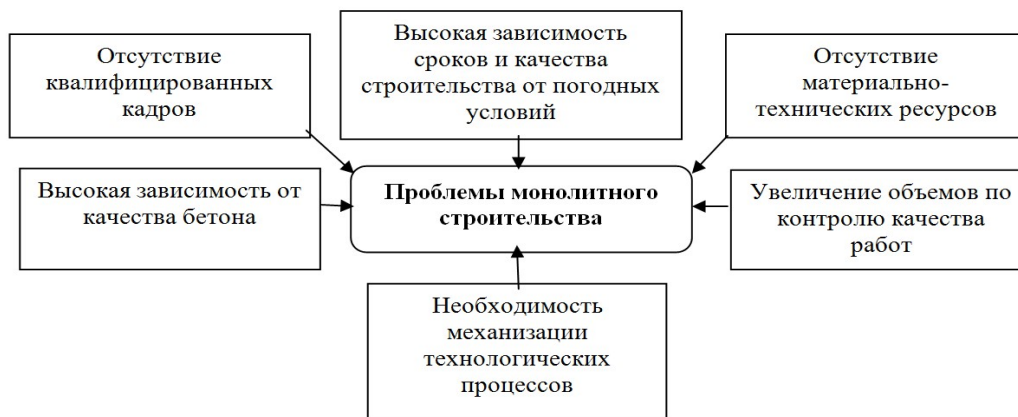 Отсутствие
квалифицированных
кадров
Высокая зависимость
сроков и качества
строительства от погодных
условий
Отсутствие
материально-
технических ресурсов
Высокая зависимость от
качества бетона
Проблемы монолитного
строительства
Увеличение объемов по
контролю качества
работ
Необходимость
механизации
технологических
процессов